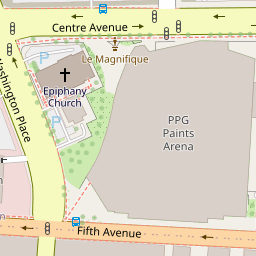 Centre Avenue
P
Le Magnifique
Epiphany
Church
P
Washington Place
PPG
Paints
Arena
Fifth Avenue